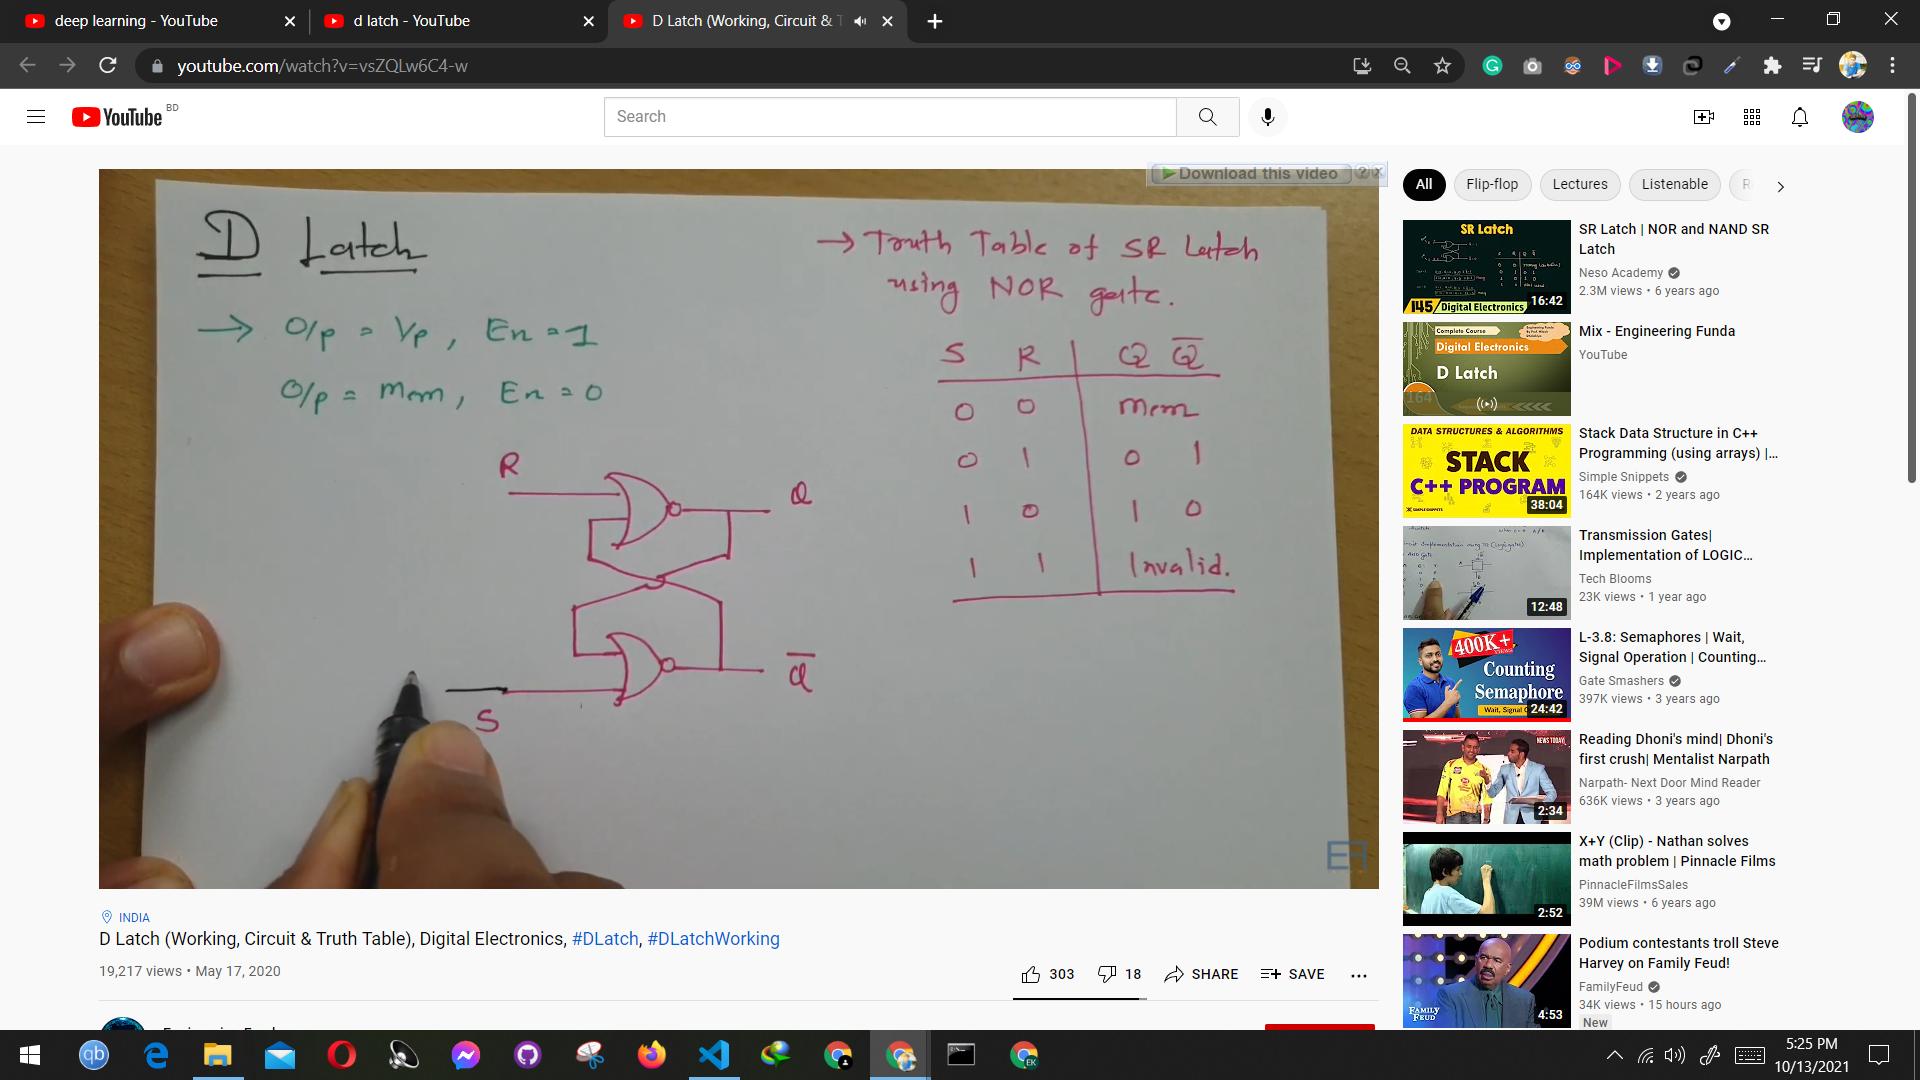 deep learning - YouTube
d latch - YouTube
D Latch (Working, Circuit &
youtube.com/watch?v=vsZQLw6C4-w
YouTube
BD
Search
Download this video
D Latch
→ O/p = I/p, En = 1
O/p = Mem, En = 0
R
Q
Q̅
S
→ Truth Table of SR Latch
using NOR gate.
S R Q Q̅
0 0 Mem
0 1 0 1
1 0 1 0
1 1 Invalid.
INDIA
D Latch (Working, Circuit & Truth Table), Digital Electronics, #DLatch, #DLatchWorking
19,217 views • May 17, 2020
303
18
SHARE
SAVE
All
Flip-flop
Lectures
Listenable
SR Latch
145 Digital Electronics
16:42
SR Latch | NOR and NAND SR
Latch
Neso Academy
2.3M views • 6 years ago
Complete Course
Digital Electronics
D Latch
164
Mix - Engineering Funda
YouTube
DATA STRUCTURES & ALGORITHMS
STACK
C++ PROGRAM
38:04
Stack Data Structure in C++
Programming (using arrays) |...
Simple Snippets
164K views • 2 years ago
12:48
Transmission Gates|
Implementation of LOGIC...
Tech Blooms
23K views • 1 year ago
400K+
Counting
Semaphore
24:42
L-3.8: Semaphores | Wait,
Signal Operation | Counting...
Gate Smashers
397K views • 3 years ago
NEWS TODAY
2:34
Reading Dhoni's mind| Dhoni's
first crush| Mentalist Narpath
Narpath- Next Door Mind Reader
636K views • 3 years ago
2:52
X+Y (Clip) - Nathan solves
math problem | Pinnacle Films
PinnacleFilmsSales
39M views • 6 years ago
FAMILY
FEUD
4:53
Podium contestants troll Steve
Harvey on Family Feud!
FamilyFeud
34K views • 15 hours ago
New
qb
EK
5:25 PM
10/13/2021